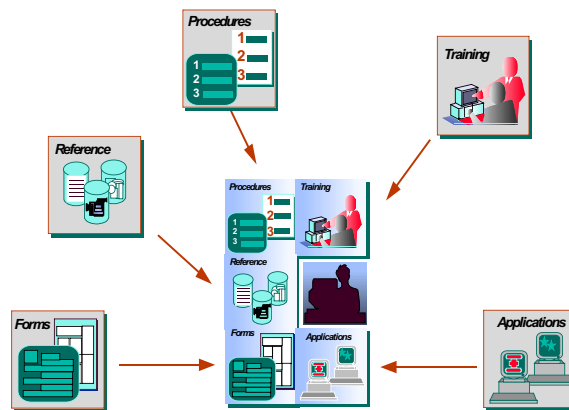 Procedures
1
2
3
1
2
3
Training
Reference
Procedures
1
2
3
1
2
3
Training
Reference
Forms
Applications
Forms
Applications